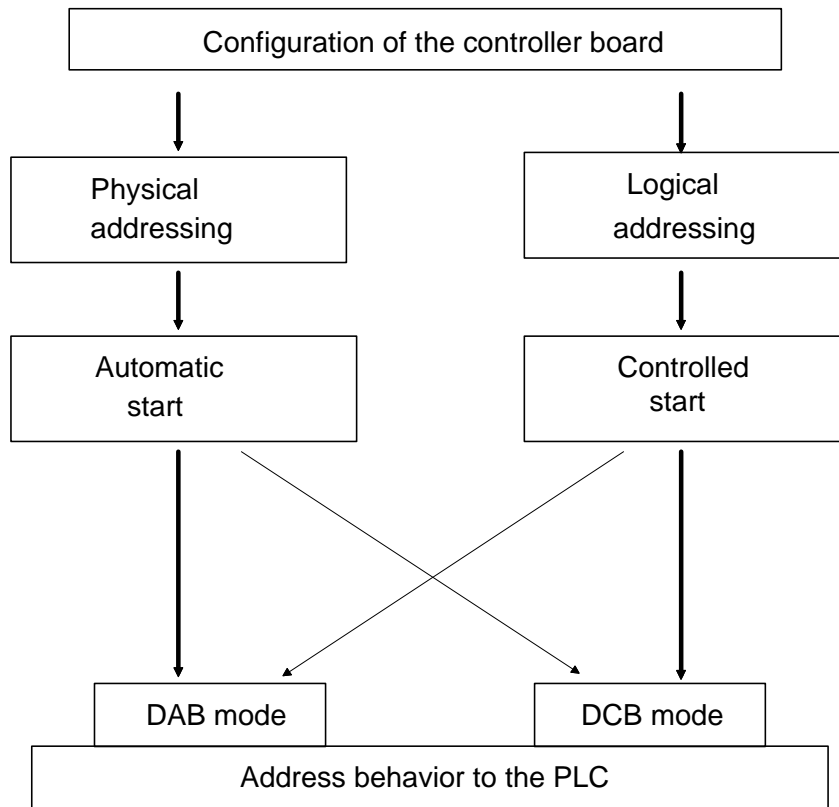 Configuration of the controller board
Physical
addressing
Logical
addressing
Automatic
start
Controlled
start
DAB mode
DCB mode
Address behavior to the PLC